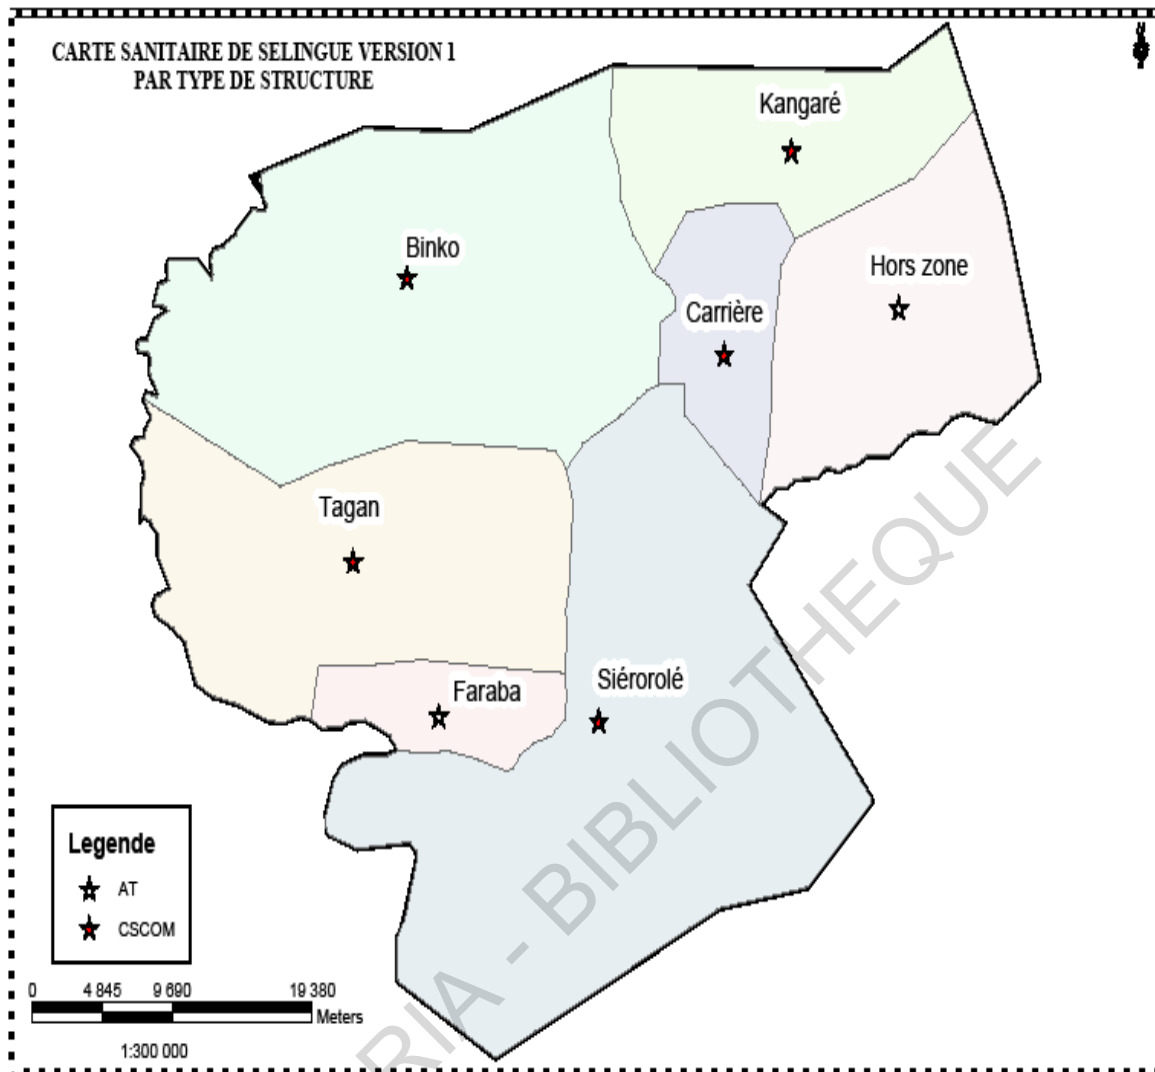 CARTE SANITAIRE DE SELINGUE VERSION 1
PAR TYPE DE STRUCTURE
Kangaré
Binko
Hors zone
Carrière
Tagan
Faraba
Siérorolé
Legende
AT
CSCOM
0 4 845 9 690 19 380
Meters
1:300 000
RIA - BIBLIOTHEQUE